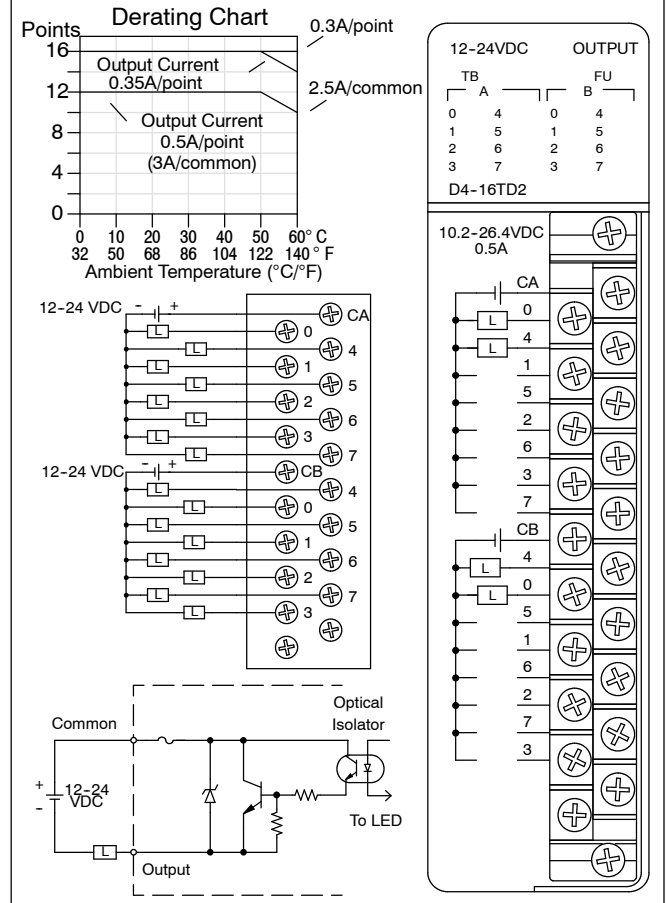 Derating Chart
Points
16
12
8
4
0
0 10 20 30 40 50 60° C
32 50 68 86 104 122 140 ° F
Ambient Temperature (°C/°F)
Output Current
0.35A/point
Output Current
0.5A/point
(3A/common)
0.3A/point
2.5A/common
12-24 VDC - +
CA
L 0
L 4
L 1
L 5
L 2
L 6
L 3
L 7
12-24 VDC - +
CB
L 4
L 0
L 5
L 1
L 6
L 2
L 7
L 3
Common
Optical
Isolator
+
12-24
VDC
-
To LED
L
Output
12-24VDC OUTPUT
TB FU
A B
0 4 0 4
1 5 1 5
2 6 2 6
3 7 3 7
D4-16TD2
10.2-26.4VDC
0.5A
CA
L 0
L 4
1
5
2
6
3
7
CB
L 4
L 0
5
1
6
2
7
3